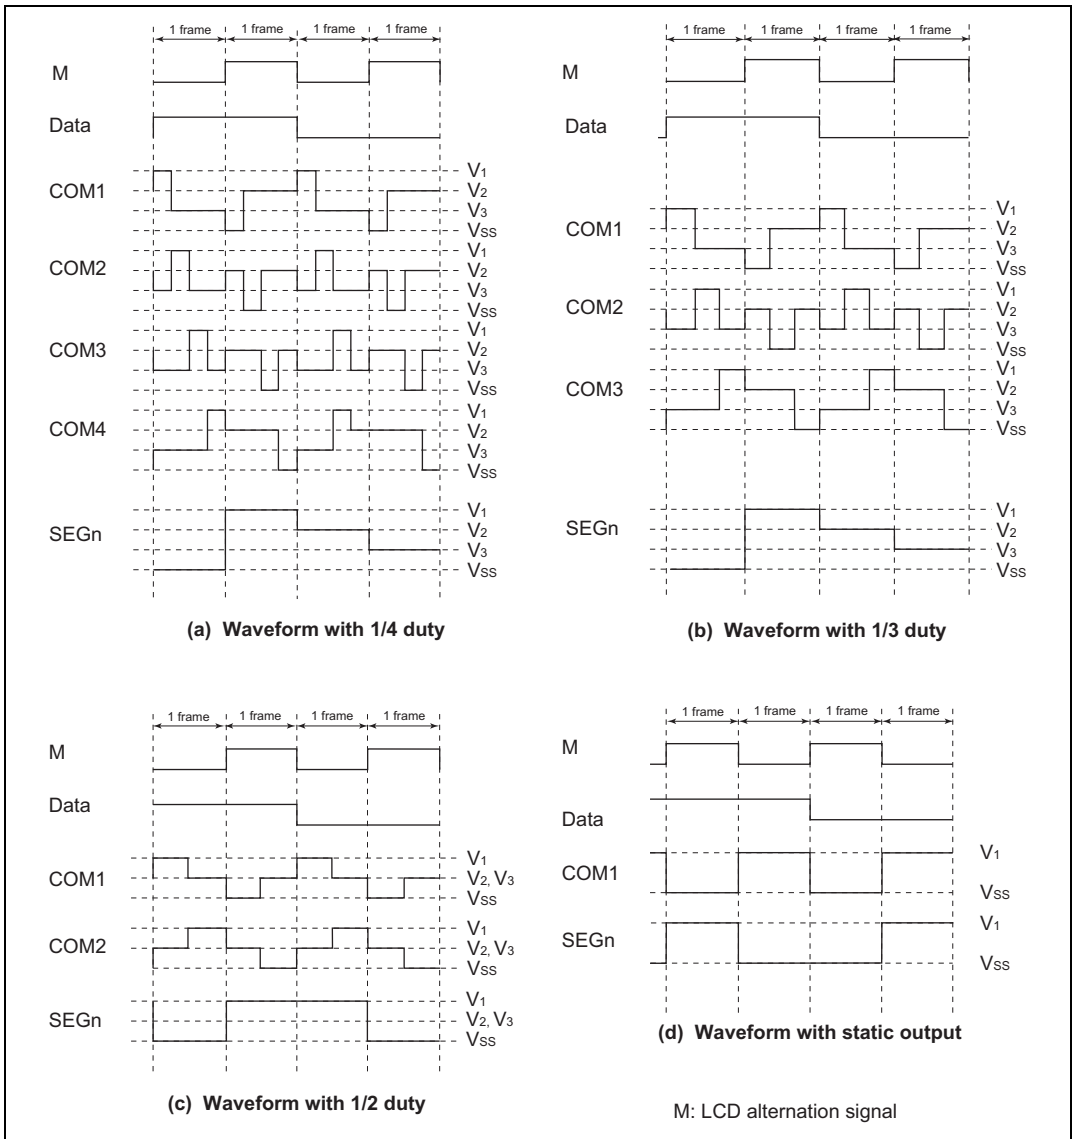 1 frame 1 frame 1 frame 1 frame
M
Data
COM1
V1
V2
V3
VSS
COM2
V1
V2
V3
VSS
COM3
V1
V2
V3
VSS
COM4
V1
V2
V3
VSS
SEGn
V1
V2
V3
VSS
(a) Waveform with 1/4 duty
1 frame 1 frame 1 frame 1 frame
M
Data
COM1
V1
V2
V3
VSS
COM2
V1
V2
V3
VSS
COM3
V1
V2
V3
VSS
SEGn
V1
V2
V3
VSS
(b) Waveform with 1/3 duty
1 frame 1 frame 1 frame 1 frame
M
Data
COM1
V1
V2, V3
VSS
COM2
V1
V2, V3
VSS
SEGn
V1
V2, V3
VSS
(c) Waveform with 1/2 duty
1 frame 1 frame 1 frame 1 frame
M
Data
COM1
V1
VSS
SEGn
V1
VSS
(d) Waveform with static output
M: LCD alternation signal